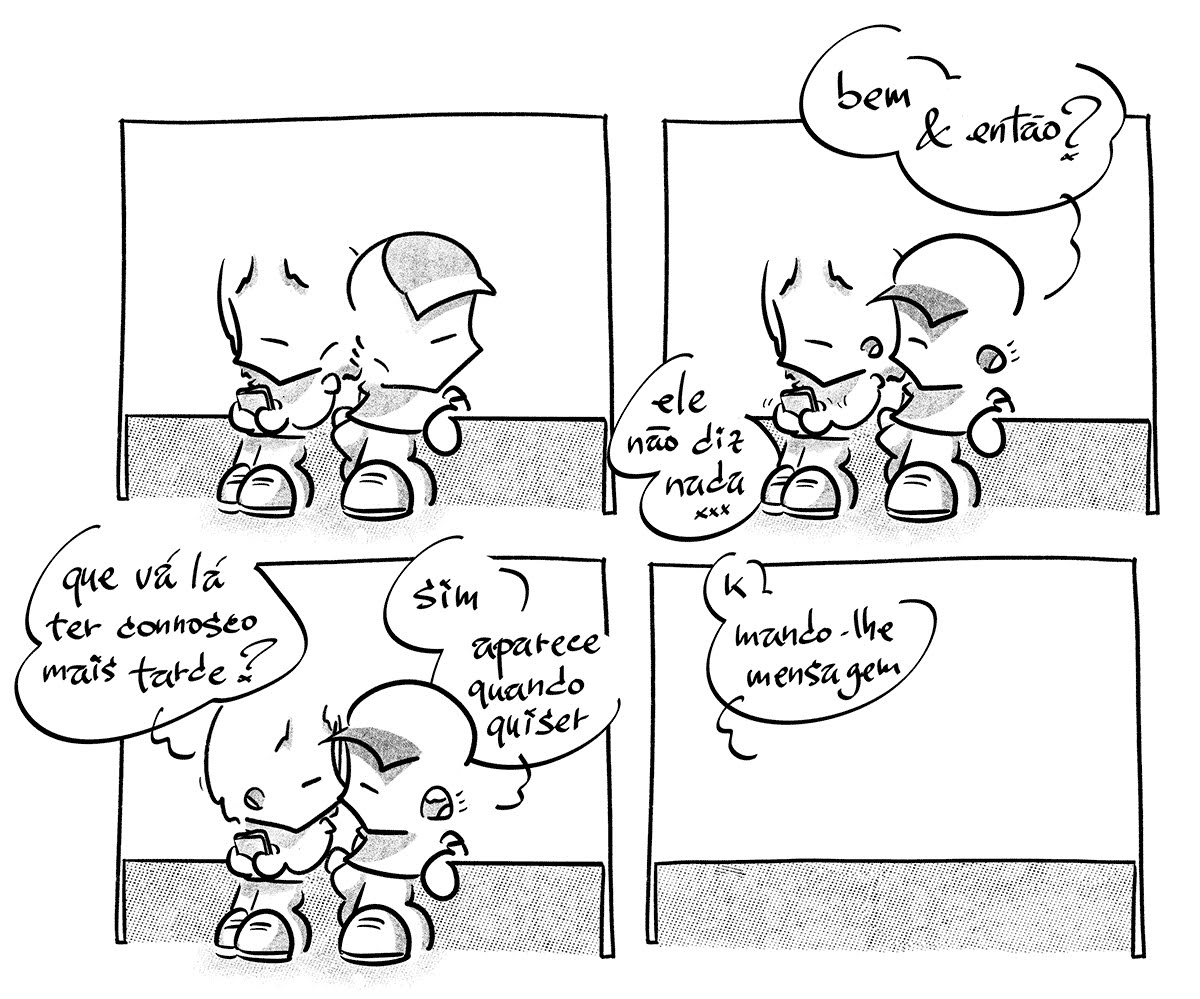 bem
& então?
ele
não diz
nada
xxx
que vá lá
ter connosco
mais tarde?
sim
aparece
quando
quiser
K
mando-lhe
mensagem